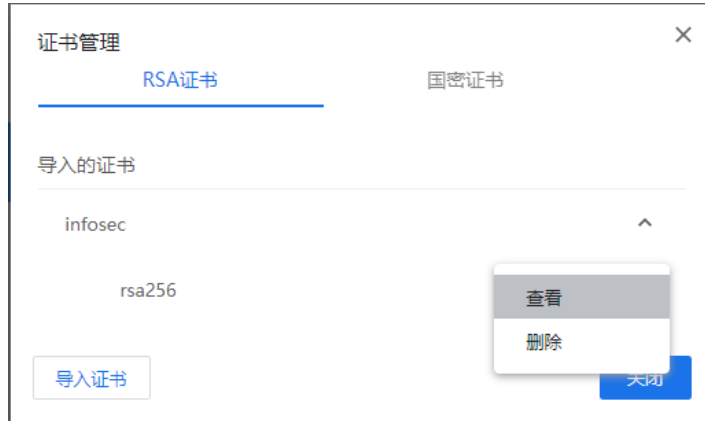 证书管理
RSA证书 国密证书
导入的证书
infosec
rsa256
查看
删除
导入证书 关闭